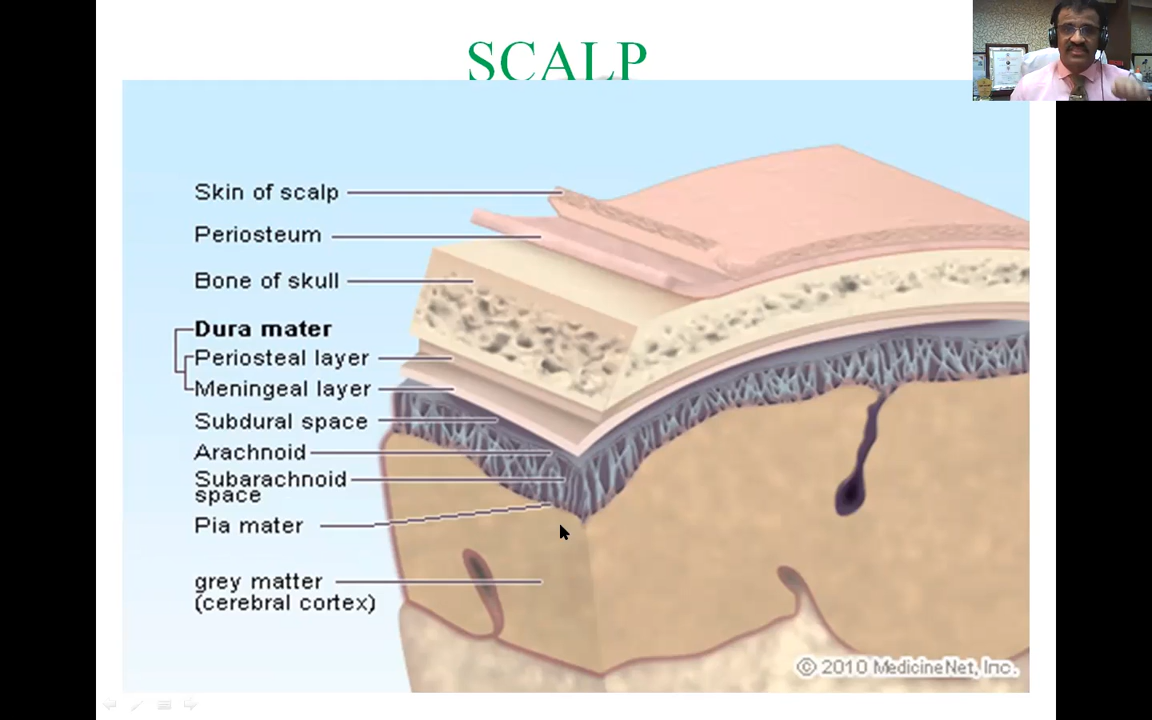 SCALP
Skin of scalp
Periosteum
Bone of skull
Dura mater
Periosteal layer
Meningeal layer
Subdural space
Arachnoid
Subarachnoid
space
Pia mater
grey matter
(cerebral cortex)
© 2010 MedicineNet, Inc.